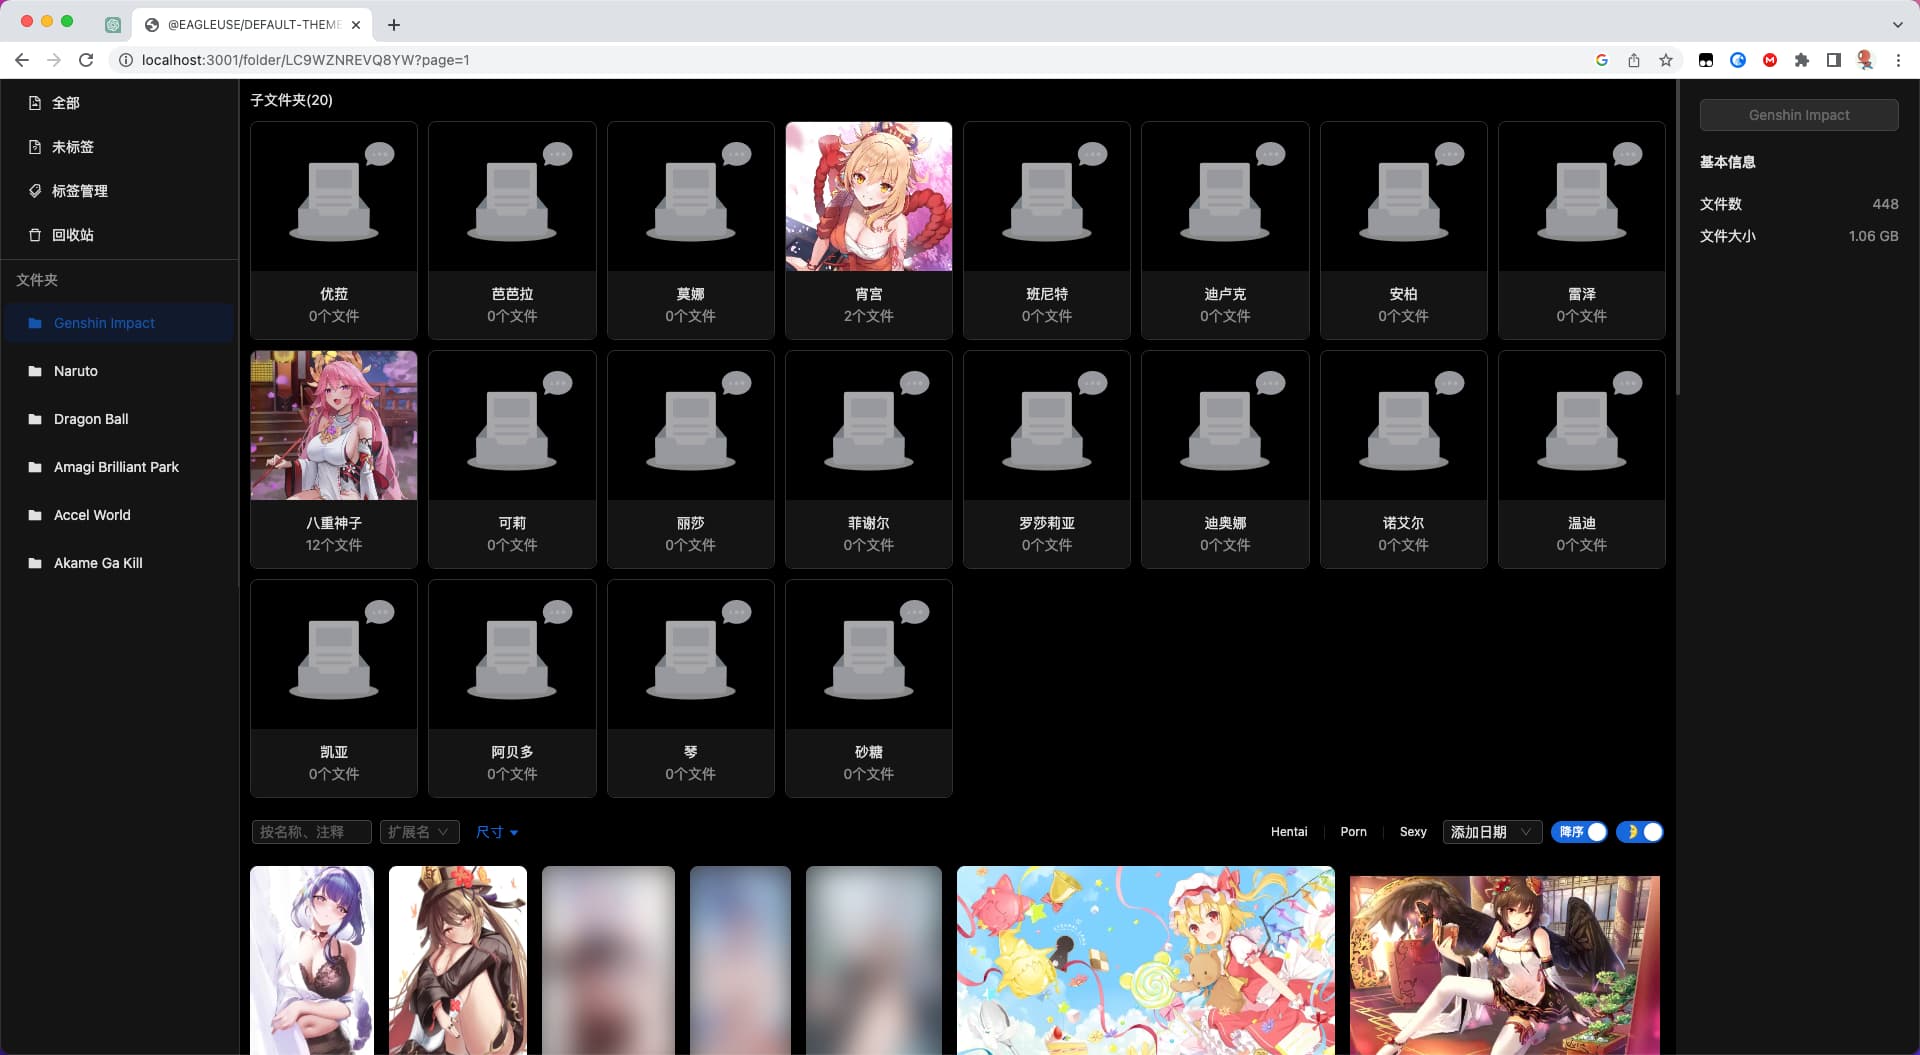 @EAGLEUSE/DEFAULT-THEME
localhost:3001/folder/LC9WZNREVQ8YW?page=1
全部
未标签
标签管理
回收站
文件夹
Genshin Impact
Naruto
Dragon Ball
Amagi Brilliant Park
Accel World
Akame Ga Kill
子文件夹(20)
优菈
0个文件
芭芭拉
0个文件
莫娜
0个文件
宵宫
2个文件
班尼特
0个文件
迪卢克
0个文件
安柏
0个文件
雷泽
0个文件
八重神子
12个文件
可莉
0个文件
丽莎
0个文件
菲谢尔
0个文件
罗莎莉亚
0个文件
迪奥娜
0个文件
诺艾尔
0个文件
温迪
0个文件
凯亚
0个文件
阿贝多
0个文件
琴
0个文件
砂糖
0个文件
按名称、注释
扩展名
尺寸
Hentai
Porn
Sexy
添加日期
降序
Genshin Impact
基本信息
文件数 448
文件大小 1.06 GB